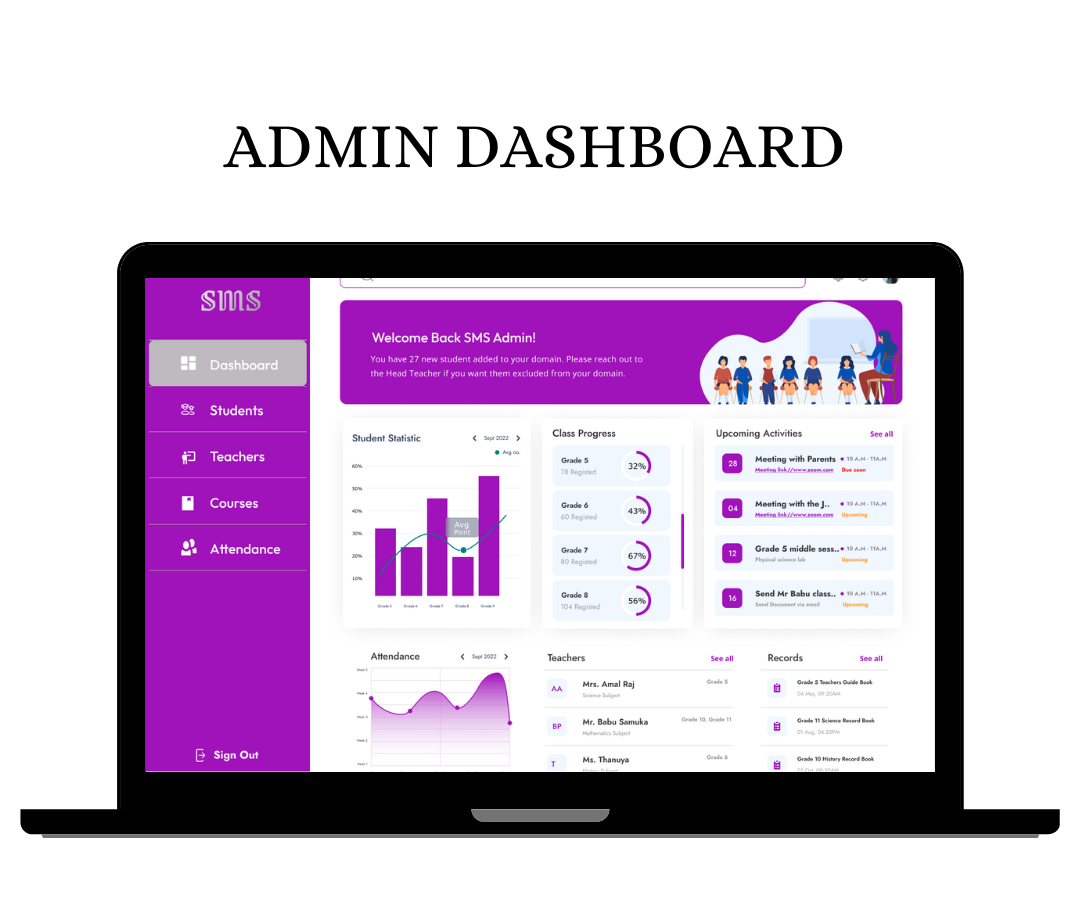 ADMIN DASHBOARD
sms
Dashboard
Students
Teachers
Courses
Attendance
Sign Out
Welcome Back SMS Admin!
You have 27 new student added to your domain. Please reach out to
the Head Teacher if you want them excluded from your domain.
Student Statistic
Sept 2022
Avg no.
60%
50%
40%
30%
20%
10%
Avg
Point
Grade 5
Grade 6
Grade 7
Grade 8
Grade 9
Class Progress
Grade 5
78 Registed
32%
Grade 6
60 Registed
43%
Grade 7
80 Registed
67%
Grade 8
104 Registed
56%
Upcoming Activities
See all
28
Meeting with Parents
10 A.M - 11A.M
Meeting link://www.zoom.com
Due soon
04
Meeting with the J..
10 A.M - 11A.M
Meeting link://www.zoom.com
Upcoming
12
Grade 5 middle sess..
10 A.M - 11A.M
Physical science lab
Upcoming
16
Send Mr Babu class..
10 A.M - 11A.M
Send Document via email
Upcoming
Attendance
Sept 2022
Week 5
Week 4
Week 3
Week 2
Week 1
Teachers
See all
AA
Mrs. Amal Raj
Grade 5
Science Subject
BP
Mr. Babu Samuka
Grade 10, Grade 11
Mathematics Subject
T
Ms. Thanuya
Grade 6
Records
See all
Grade 5 Teachers Guide Book
04 May, 09:20AM
Grade 11 Science Record Book
01 Aug, 04:20PM
Grade 10 History Record Book